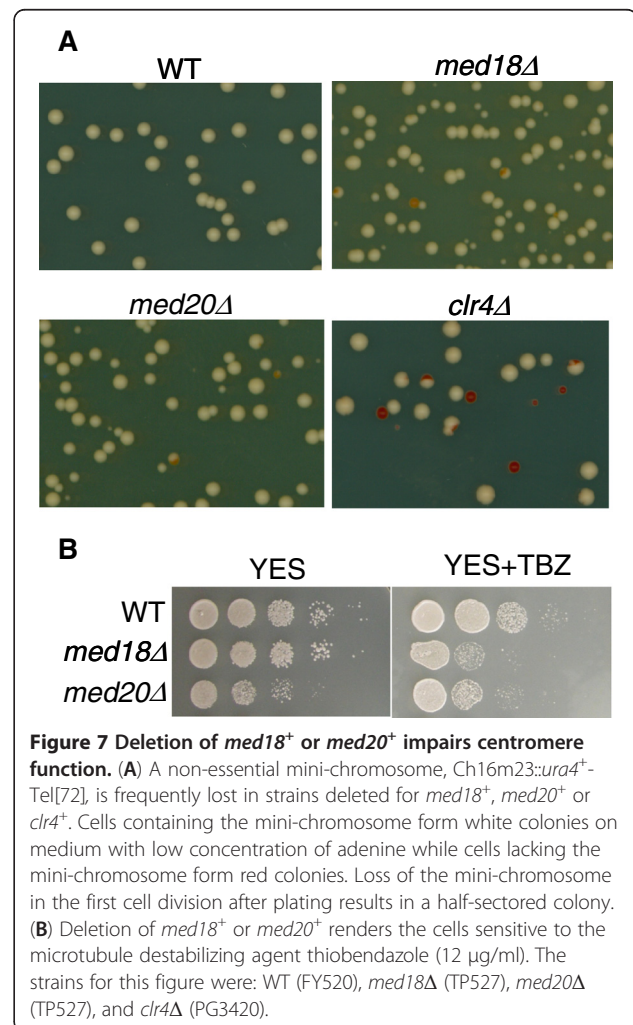 A
WT
med18Δ
med20Δ
clr4Δ
B
YES
YES+TBZ
WT
med18Δ
med20Δ
Figure 7 Deletion of med18+ or med20+ impairs centromere
function. (A) A non-essential mini-chromosome, Ch16m23::ura4+-
Tel[72], is frequently lost in strains deleted for med18+, med20+ or
clr4+. Cells containing the mini-chromosome form white colonies on
medium with low concentration of adenine while cells lacking the
mini-chromosome form red colonies. Loss of the mini-chromosome
in the first cell division after plating results in a half-sectored colony.
(B) Deletion of med18+ or med20+ renders the cells sensitive to the
microtubule destabilizing agent thiobendazole (12 μg/ml). The
strains for this figure were: WT (FY520), med18Δ (TP527), med20Δ
(TP527), and clr4Δ (PG3420).